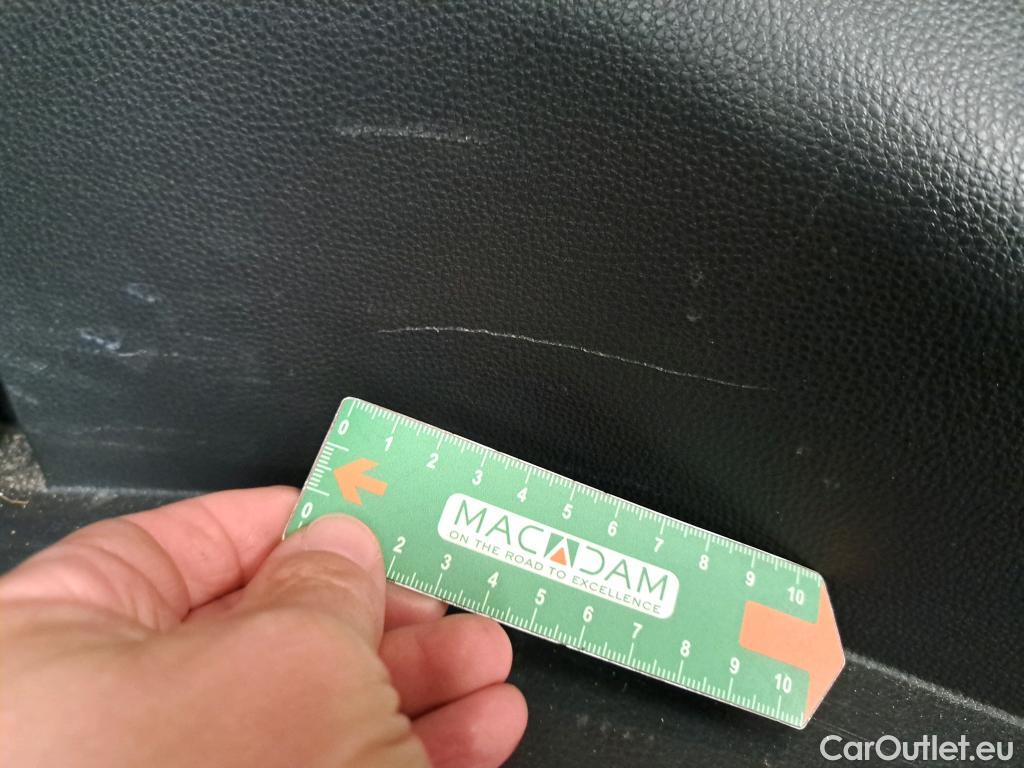 0 1 2 3 4 5 6 7 8 9 10
MACADAM
ON THE ROAD TO EXCELLENCE
0 2 3 4 5 6 7 8 9 10
CarOutlet.eu